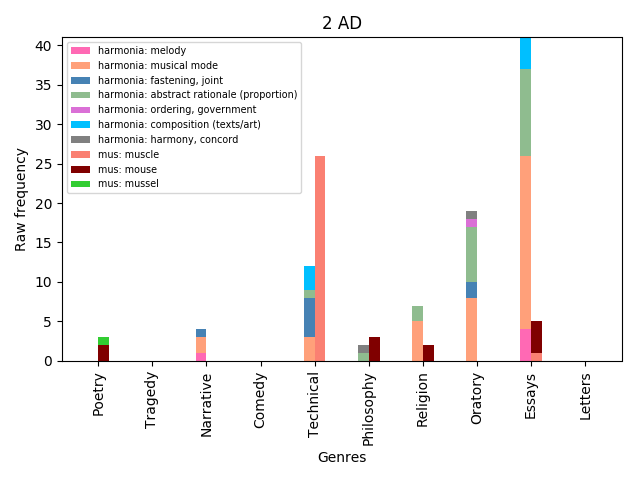 2 AD
harmonia: melody
harmonia: musical mode
harmonia: fastening, joint
harmonia: abstract rationale (proportion)
harmonia: ordering, government
harmonia: composition (texts/art)
harmonia: harmony, concord
mus: muscle
mus: mouse
mus: mussel
Raw frequency
40
35
30
25
20
15
10
5
0
Poetry
Tragedy
Narrative
Comedy
Technical
Philosophy
Religion
Oratory
Essays
Letters
Genres